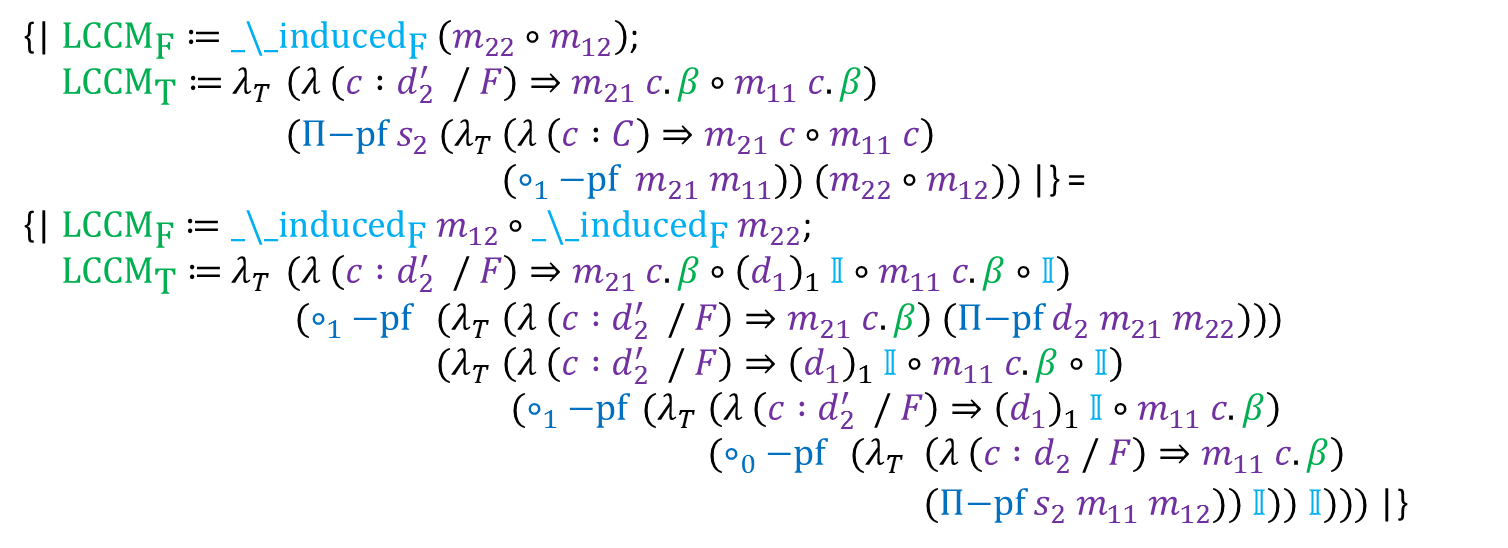 {| LCCM_F ≔ _\_induced_F (m₂₂ ∘ m₁₂);
LCCM_T ≔ λ_T (λ (c : d′₂ / F) ⇒ m₂₁ c. β ∘ m₁₁ c. β)
(Π−pf s₂ (λ_T (λ (c : C) ⇒ m₂₁ c ∘ m₁₁ c)
(∘₁ −pf m₂₁ m₁₁)) (m₂₂ ∘ m₁₂)) |} =
{| LCCM_F ≔ _\_induced_F m₁₂ ∘ _\_induced_F m₂₂;
LCCM_T ≔ λ_T (λ (c : d′₂ / F) ⇒ m₂₁ c. β ∘ (d₁)₁ 𝕀 ∘ m₁₁ c. β ∘ 𝕀)
(∘₁ −pf (λ_T (λ (c : d′₂ / F) ⇒ m₂₁ c. β) (Π−pf d₂ m₂₁ m₂₂)))
(λ_T (λ (c : d′₂ / F) ⇒ (d₁)₁ 𝕀 ∘ m₁₁ c. β ∘ 𝕀)
(∘₁ −pf (λ_T (λ (c : d′₂ / F) ⇒ (d₁)₁ 𝕀 ∘ m₁₁ c. β)
(∘₀ −pf (λ_T (λ (c : d₂ / F) ⇒ m₁₁ c. β)
(Π−pf s₂ m₁₁ m₁₂)) 𝕀)) 𝕀))) |}